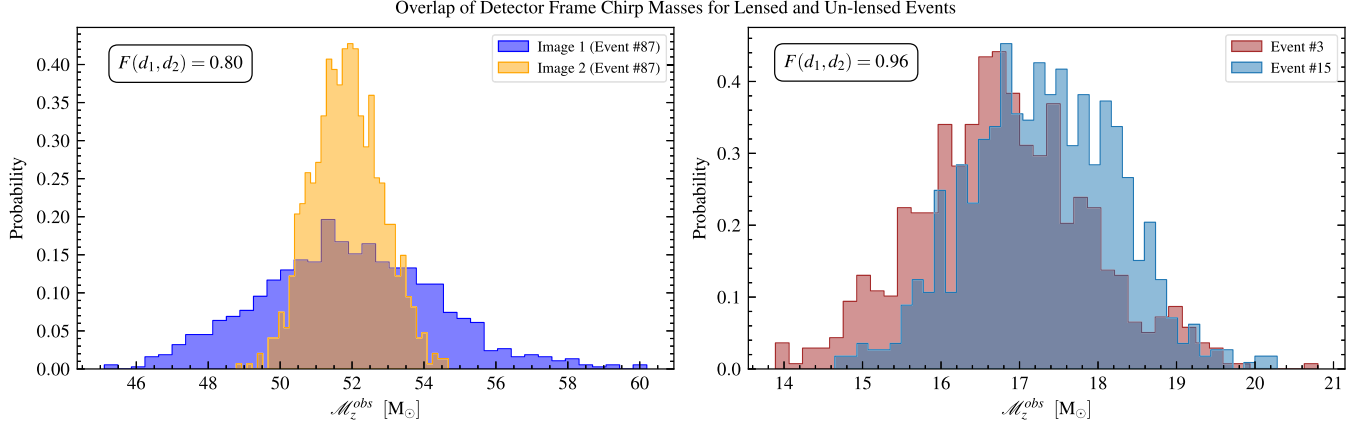 Overlap of Detector Frame Chirp Masses for Lensed and Un-lensed Events
F(d₁,d₂) = 0.80
Image 1 (Event #87)
Image 2 (Event #87)
Probability
0.40
0.35
0.30
0.25
0.20
0.15
0.10
0.05
0.00
46 48 50 52 54 56 58 60
ℳ_z^obs [M⊙]
F(d₁,d₂) = 0.96
Event #3
Event #15
Probability
0.4
0.3
0.2
0.1
0.0
14 15 16 17 18 19 20 21
ℳ_z^obs [M⊙]